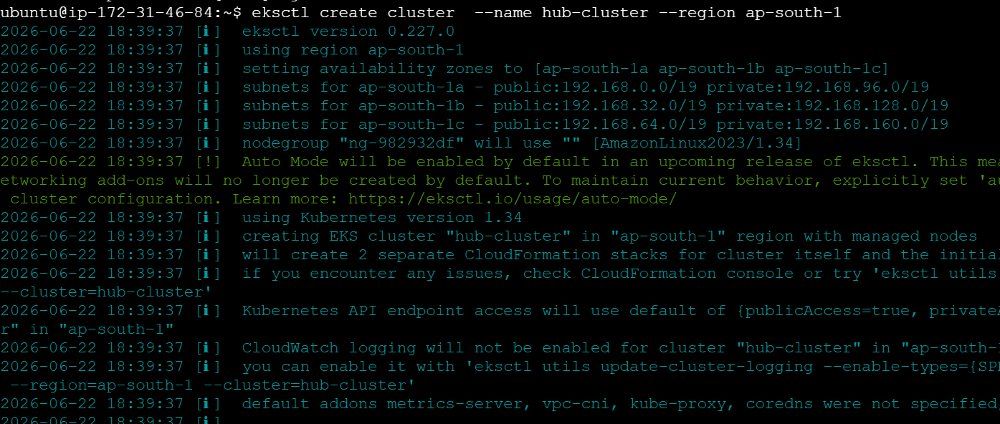 ubuntu@ip-172-31-46-84:~$ eksctl create cluster  --name hub-cluster --region ap-south-1
2026-06-22 18:39:37 [ℹ]  eksctl version 0.227.0
2026-06-22 18:39:37 [ℹ]  using region ap-south-1
2026-06-22 18:39:37 [ℹ]  setting availability zones to [ap-south-1a ap-south-1b ap-south-1c]
2026-06-22 18:39:37 [ℹ]  subnets for ap-south-1a - public:192.168.0.0/19 private:192.168.96.0/19
2026-06-22 18:39:37 [ℹ]  subnets for ap-south-1b - public:192.168.32.0/19 private:192.168.128.0/19
2026-06-22 18:39:37 [ℹ]  subnets for ap-south-1c - public:192.168.64.0/19 private:192.168.160.0/19
2026-06-22 18:39:37 [ℹ]  nodegroup "ng-982932df" will use "" [AmazonLinux2023/1.34]
2026-06-22 18:39:37 [!]  Auto Mode will be enabled by default in an upcoming release of eksctl. This mea
etworking add-ons will no longer be created by default. To maintain current behavior, explicitly set 'au
 cluster configuration. Learn more: https://eksctl.io/usage/auto-mode/
2026-06-22 18:39:37 [ℹ]  using Kubernetes version 1.34
2026-06-22 18:39:37 [ℹ]  creating EKS cluster "hub-cluster" in "ap-south-1" region with managed nodes
2026-06-22 18:39:37 [ℹ]  will create 2 separate CloudFormation stacks for cluster itself and the initial
2026-06-22 18:39:37 [ℹ]  if you encounter any issues, check CloudFormation console or try 'eksctl utils
--cluster=hub-cluster'
2026-06-22 18:39:37 [ℹ]  Kubernetes API endpoint access will use default of {publicAccess=true, privateA
r" in "ap-south-1"
2026-06-22 18:39:37 [ℹ]  CloudWatch logging will not be enabled for cluster "hub-cluster" in "ap-south-1
2026-06-22 18:39:37 [ℹ]  you can enable it with 'eksctl utils update-cluster-logging --enable-types={SPE
 --region=ap-south-1 --cluster=hub-cluster'
2026-06-22 18:39:37 [ℹ]  default addons metrics-server, vpc-cni, kube-proxy, coredns were not specified,
2026-06-22 18:39:37 [ℹ]